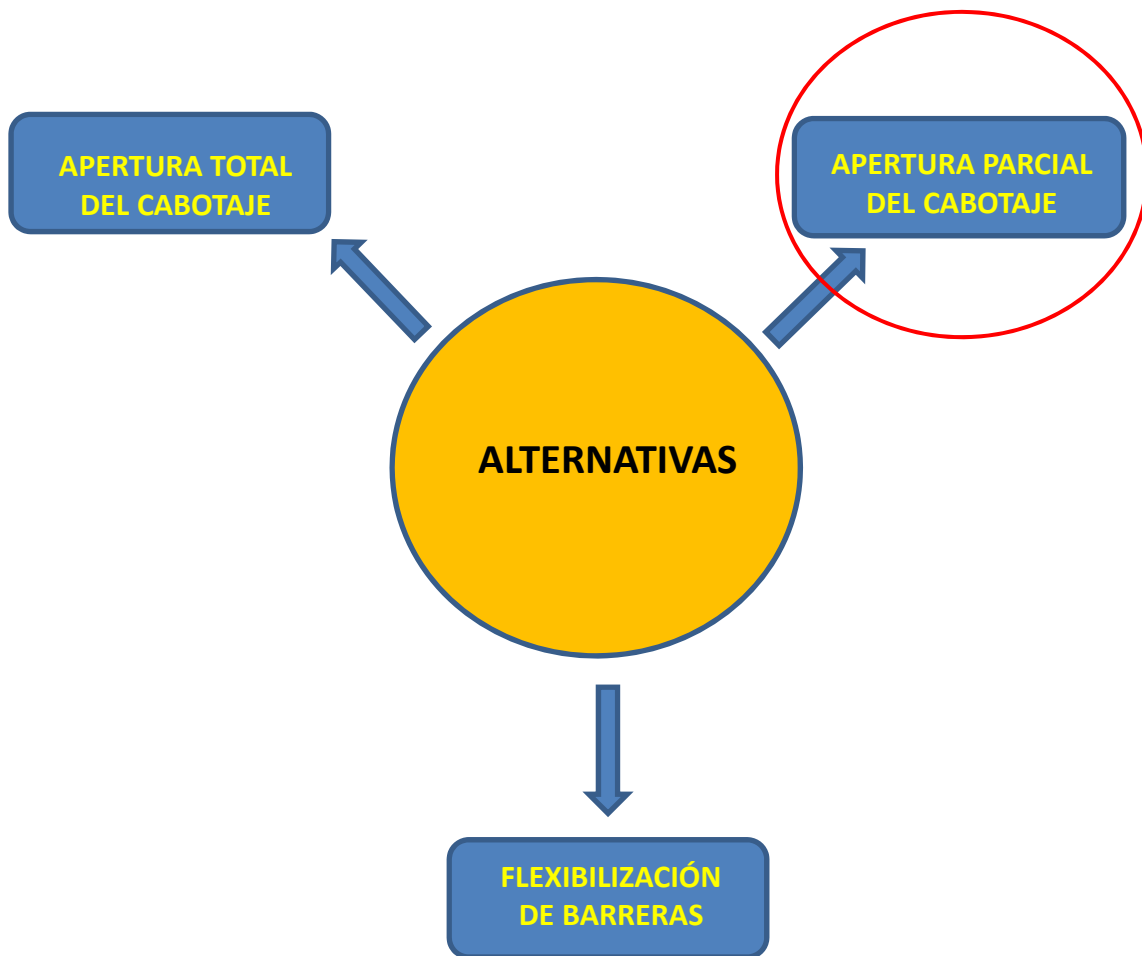 APERTURA TOTAL
DEL CABOTAJE
APERTURA PARCIAL
DEL CABOTAJE
ALTERNATIVAS
FLEXIBILIZACIÓN
DE BARRERAS